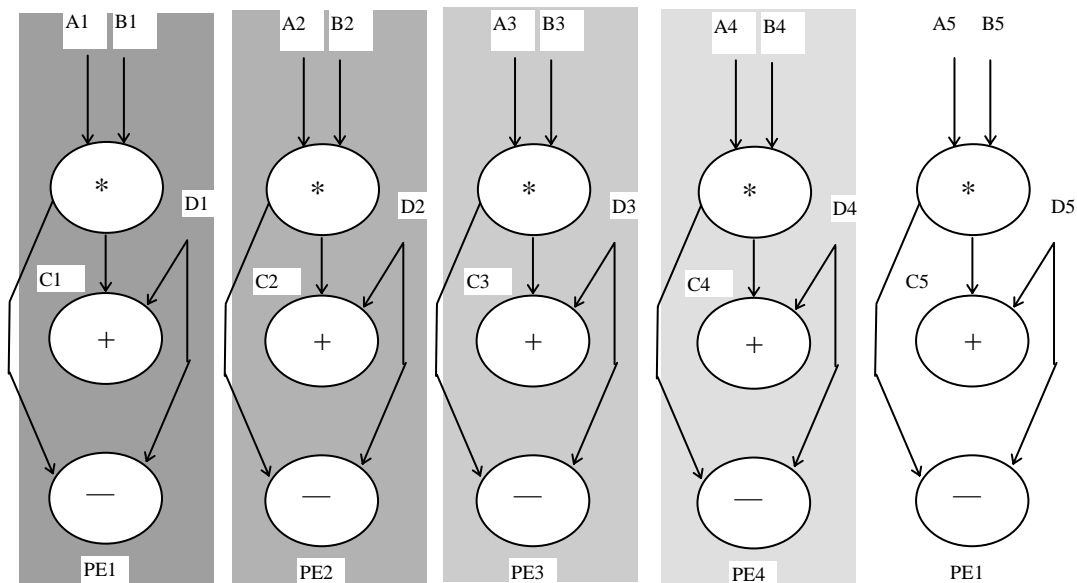 A1 B1 A2 B2 A3 B3 A4 B4 A5 B5
* * * * *
D1 D2 D3 D4 D5
C1 C2 C3 C4 C5
+ + + + +
— — — — —
PE1 PE2 PE3 PE4 PE1